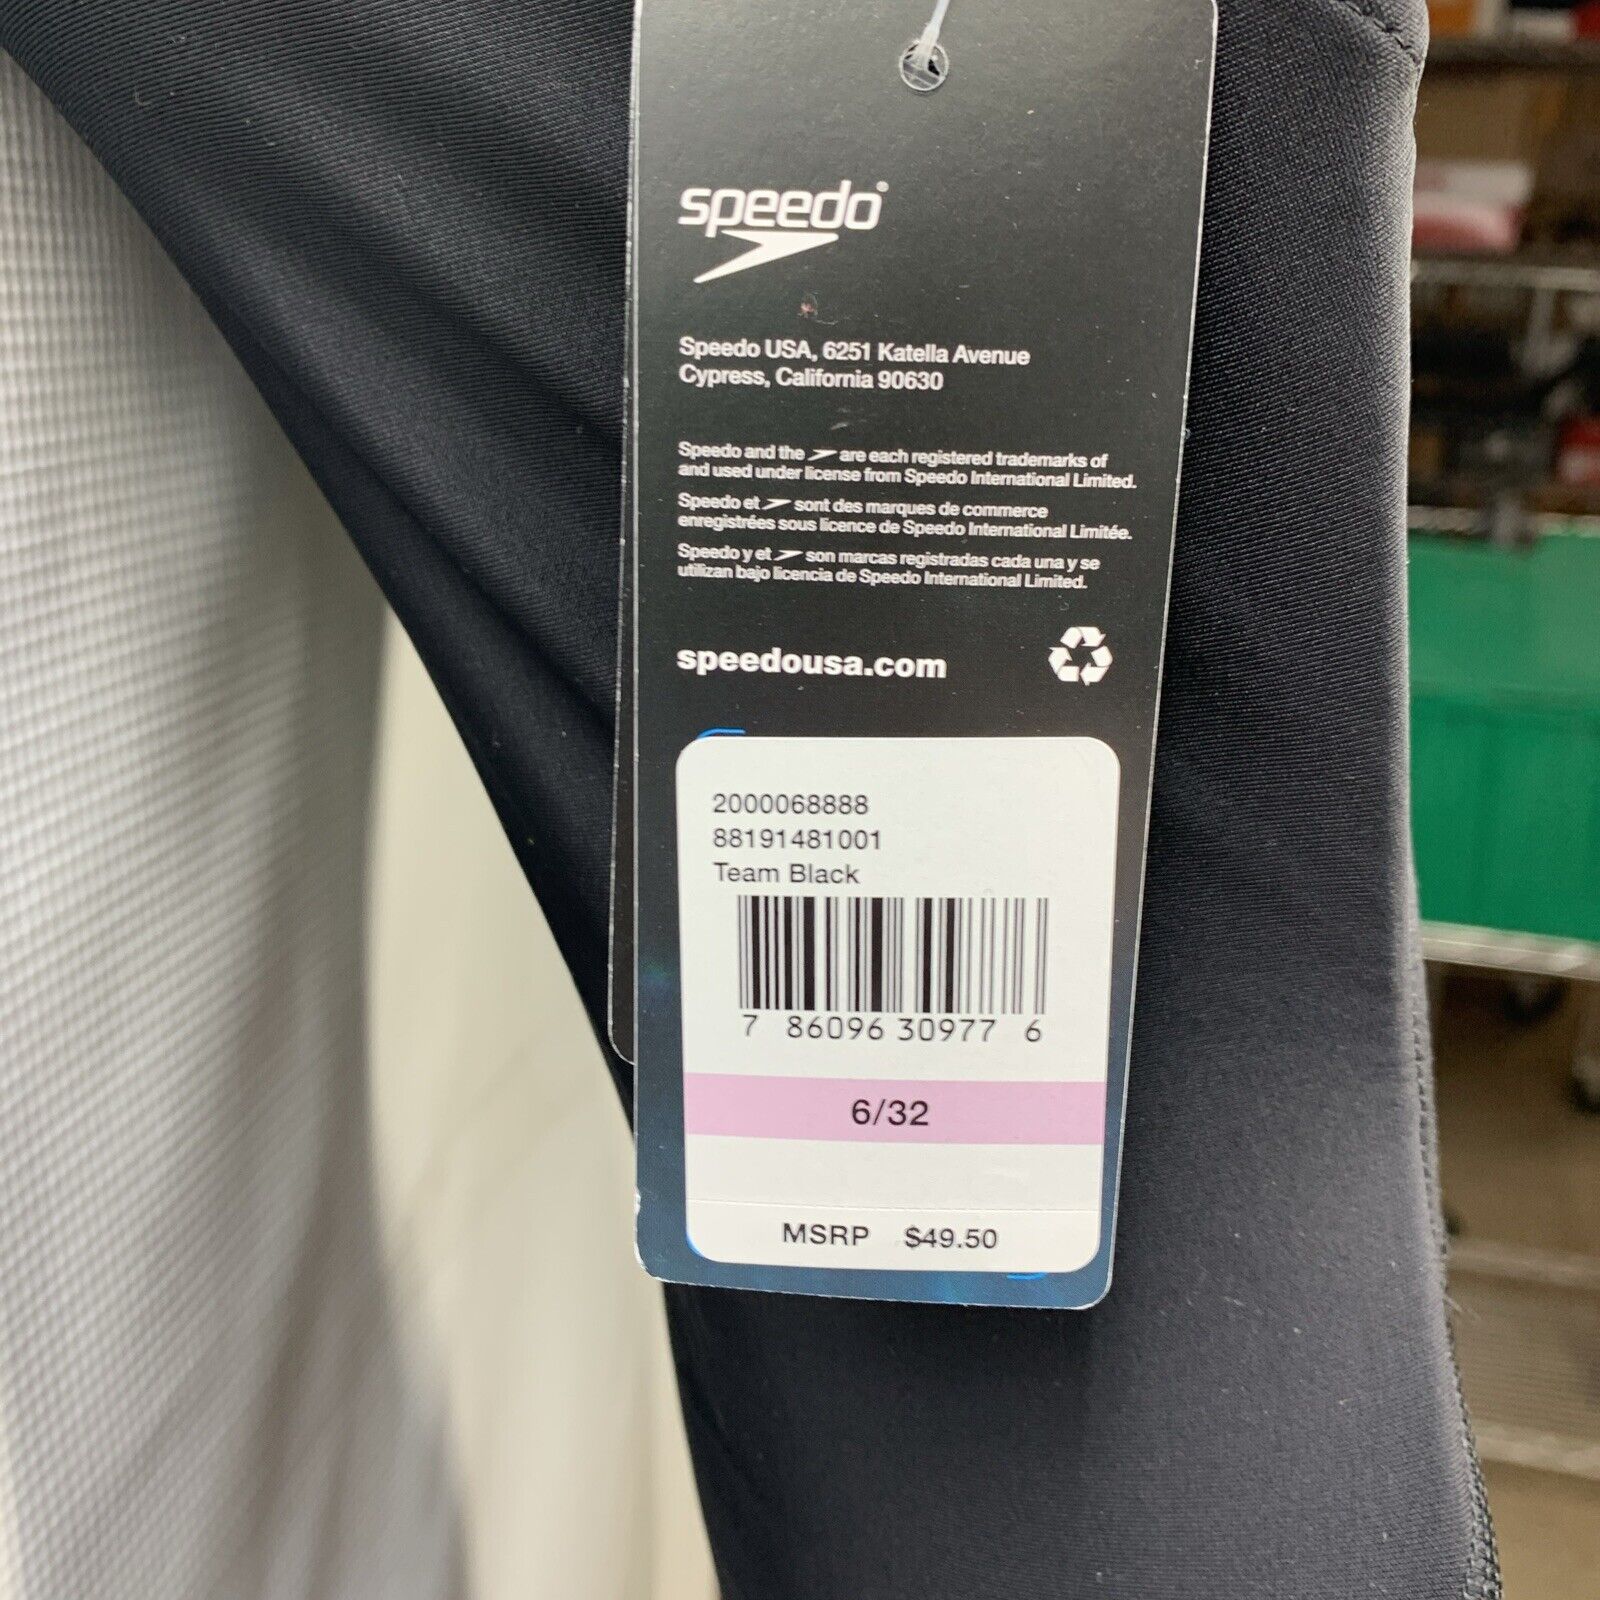 speedo®
Speedo USA, 6251 Katella Avenue
Cypress, California 90630
Speedo and the are each registered trademarks of
and used under license from Speedo International Limited.
Speedo et sont des marques de commerce
enregistrées sous licence de Speedo International Limitée.
Speedo y et son marcas registradas cada una y se
utilizan bajo licencia de Speedo International Limited.
speedousa.com
2000068888
88191481001
Team Black
7 86096 30977 6
6/32
MSRP $49.50